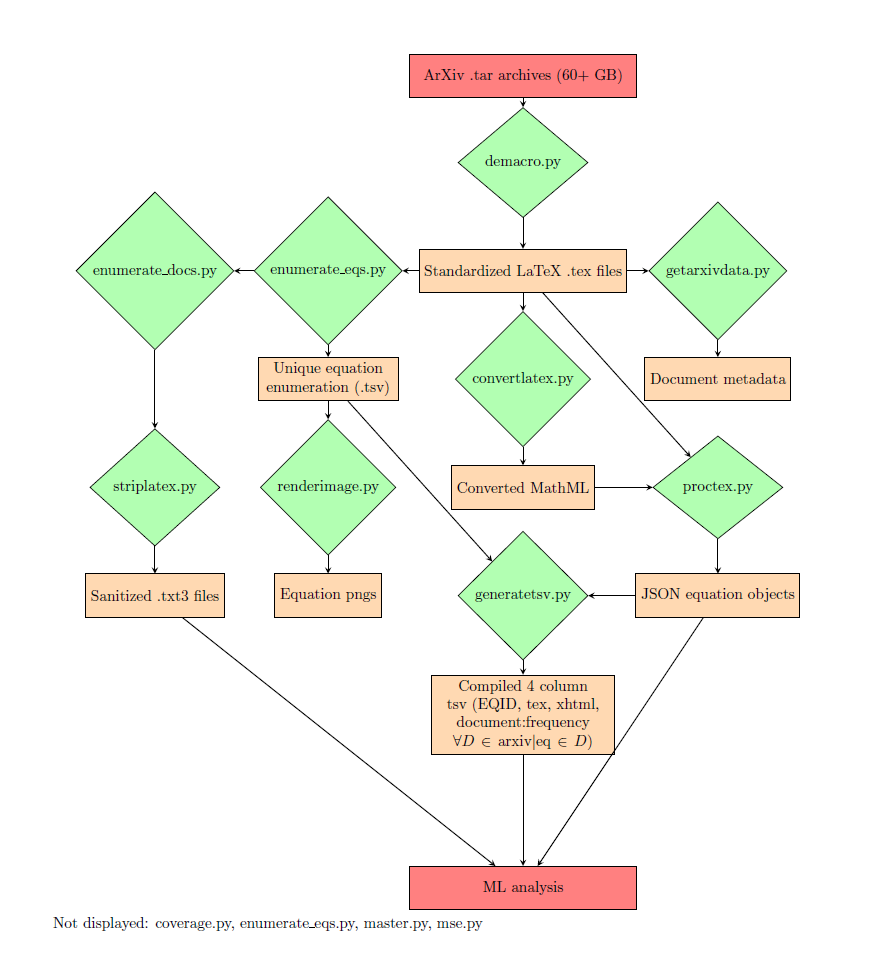 ArXiv .tar archives (60+ GB)
demacro.py
enumerate_docs.py
enumerate_eqs.py
Standardized LaTeX .tex files
getarxivdata.py
Unique equation
enumeration (.tsv)
convertlatex.py
Document metadata
striplatex.py
renderimage.py
Converted MathML
proctex.py
Sanitized .txt3 files
Equation pngs
generatetsv.py
JSON equation objects
Compiled 4 column
tsv (EQID, tex, xhtml,
document:frequency
∀D ∈ arxiv|eq ∈ D)
ML analysis
Not displayed: coverage.py, enumerate_eqs.py, master.py, mse.py